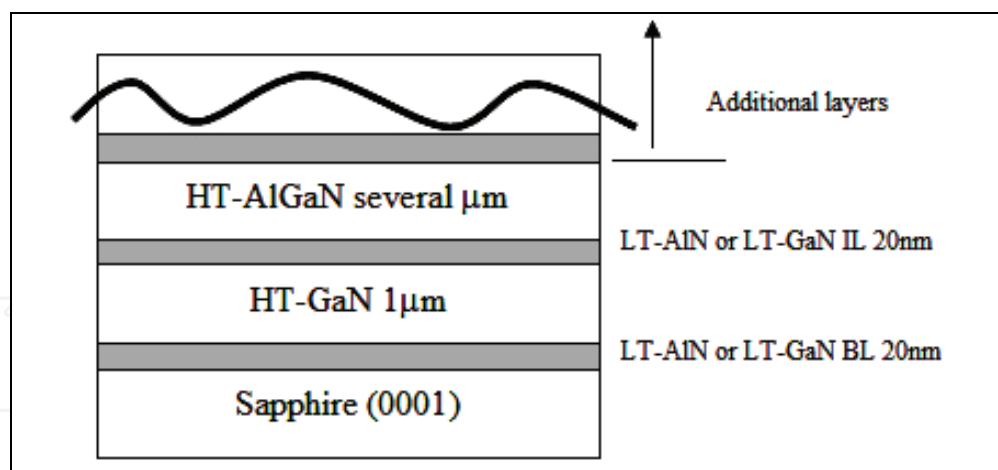 Additional layers
HT-AlGaN several μm
LT-AlN or LT-GaN IL 20nm
HT-GaN 1μm
LT-AlN or LT-GaN BL 20nm
Sapphire (0001)